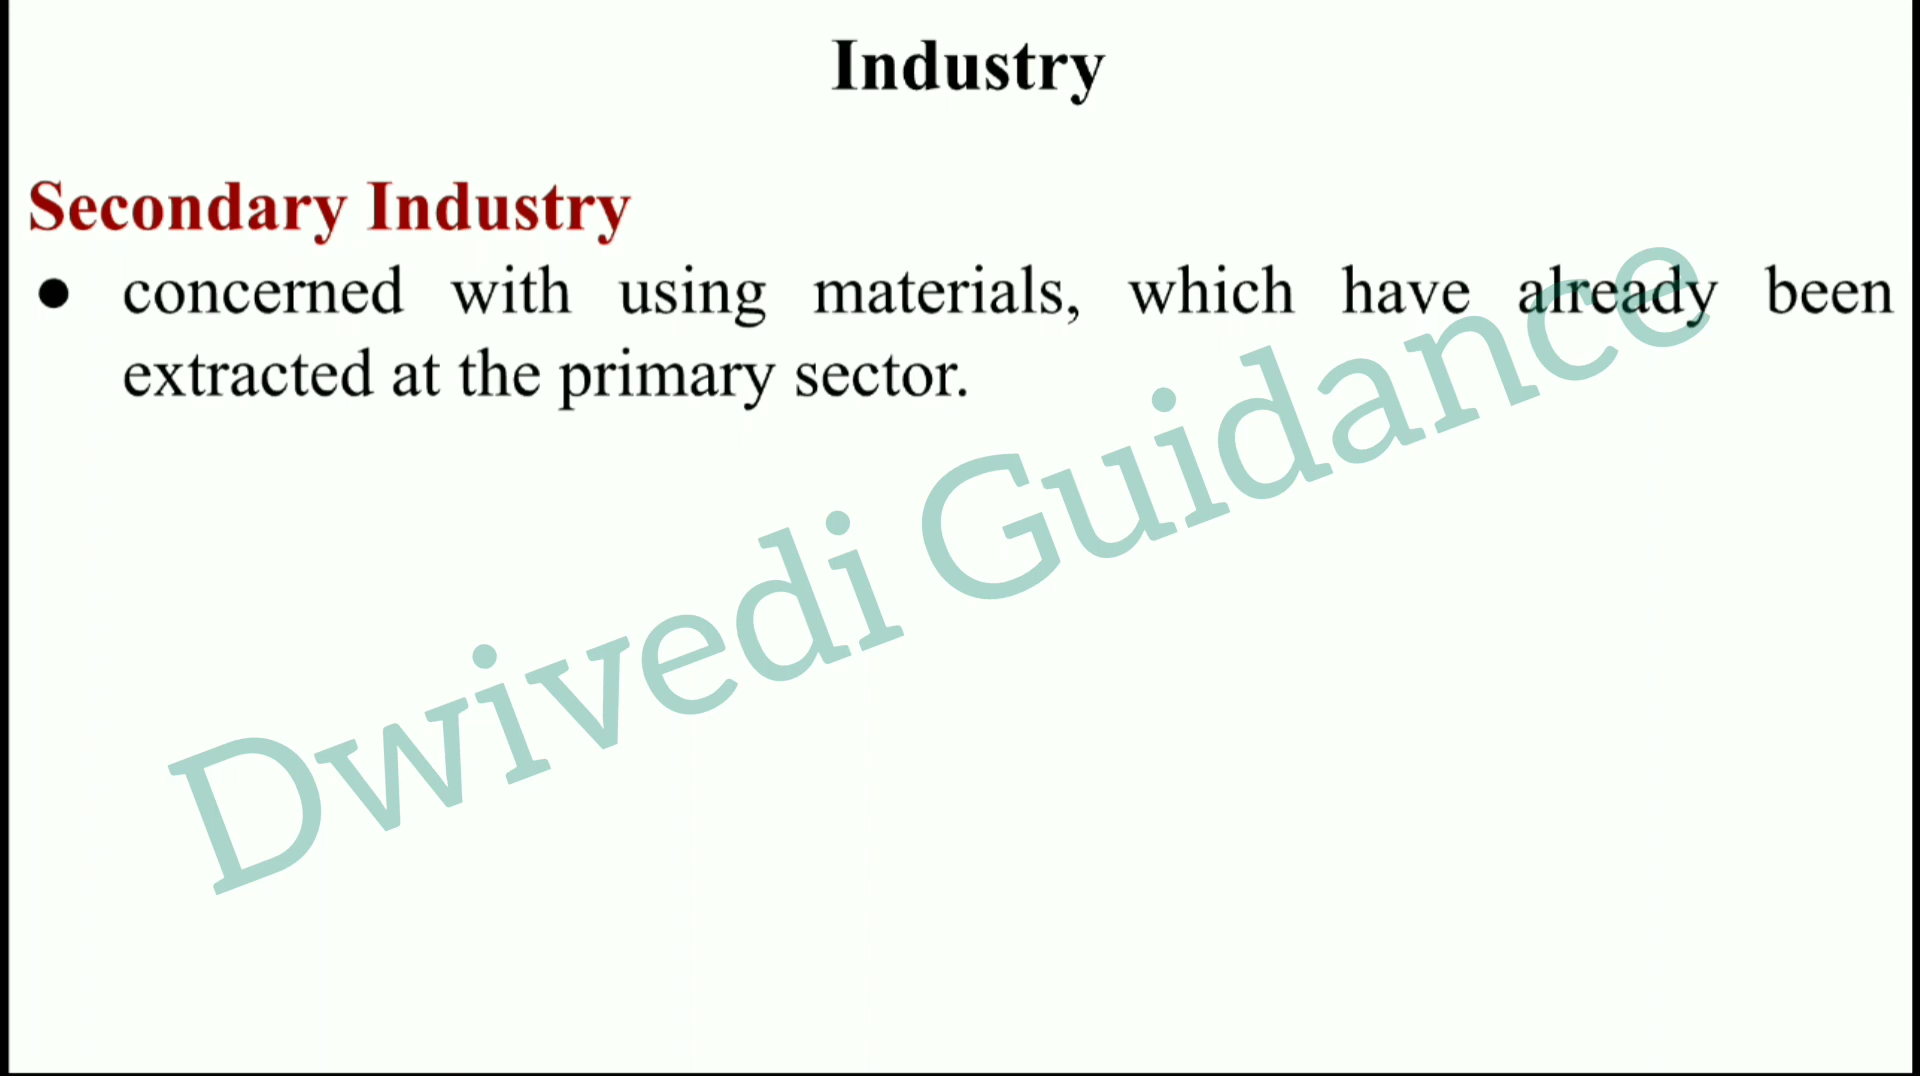 Industry
Secondary Industry
● concerned with using materials, which have already been
extracted at the primary sector.
Dwivedi Guidance